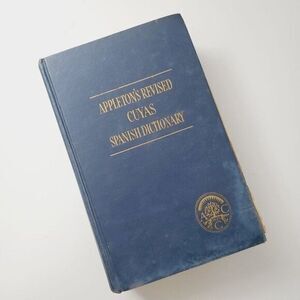 APPLETON'S REVISED
CUYAS
SPANISH DICTIONARY
A C C